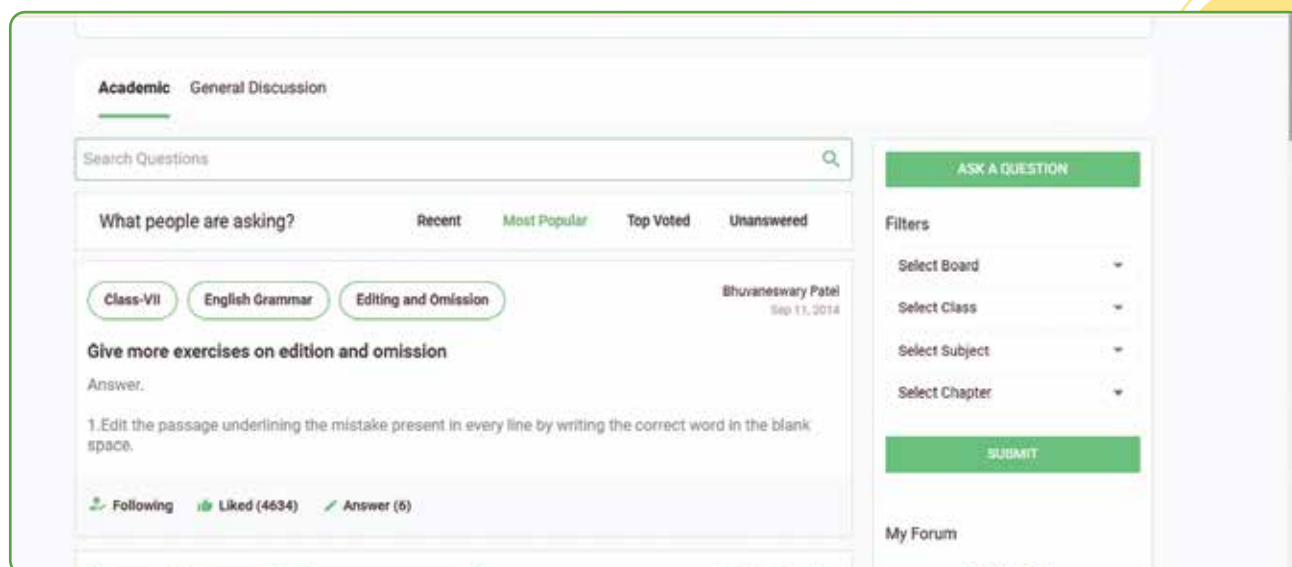 Academic General Discussion
Search Questions
What people are asking? Recent Most Popular Top Voted Unanswered
Class-VII English Grammar Editing and Omission
Bhuvaneswary Patel
Sep 11, 2014
Give more exercises on edition and omission
Answer.
1.Edit the passage underlining the mistake present in every line by writing the correct word in the blank
space.
Following Liked (4634) Answer (6)
ASK A QUESTION
Filters
Select Board
Select Class
Select Subject
Select Chapter
SUBMIT
My Forum